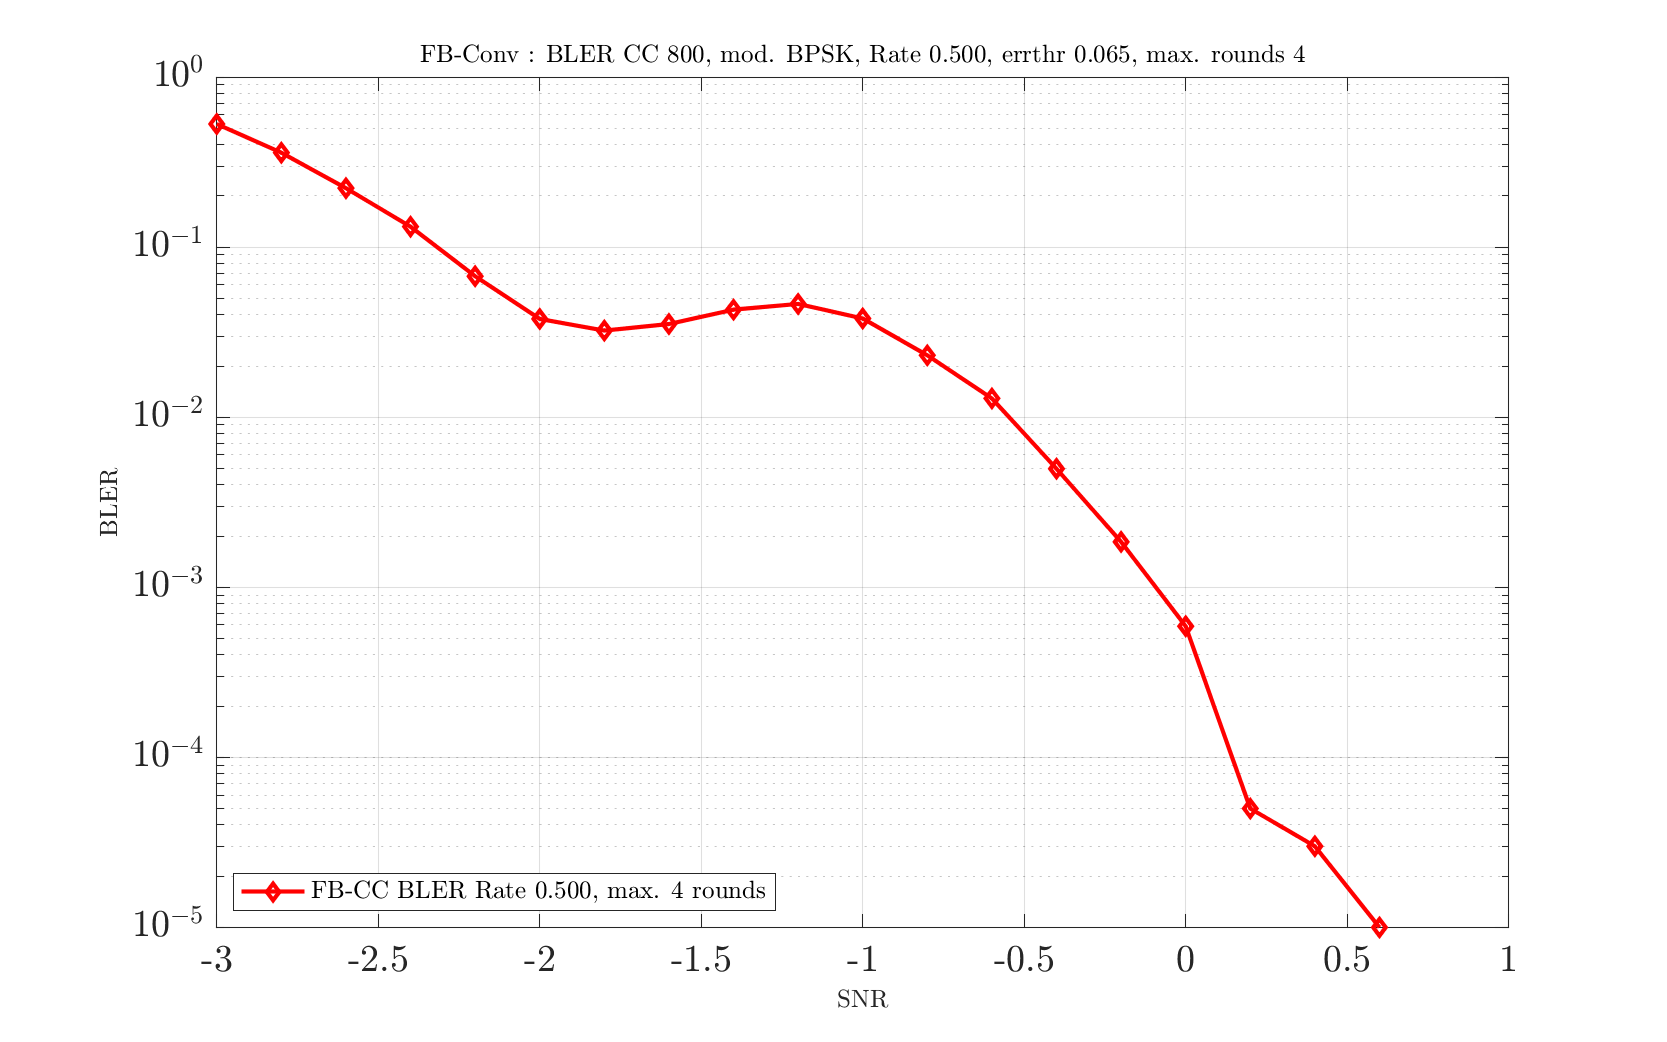 FB-Conv : BLER CC 800, mod. BPSK, Rate 0.500, errthr 0.065, max. rounds 4
10^0
10^{-1}
10^{-2}
10^{-3}
10^{-4}
10^{-5}
BLER
FB-CC BLER Rate 0.500, max. 4 rounds
-3 -2.5 -2 -1.5 -1 -0.5 0 0.5 1
SNR